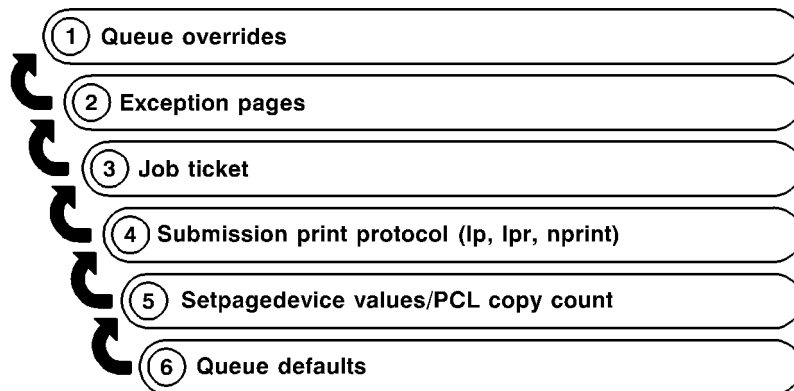 1 Queue overrides
2 Exception pages
3 Job ticket
4 Submission print protocol (lp, lpr, nprint)
5 Setpagedevice values/PCL copy count
6 Queue defaults